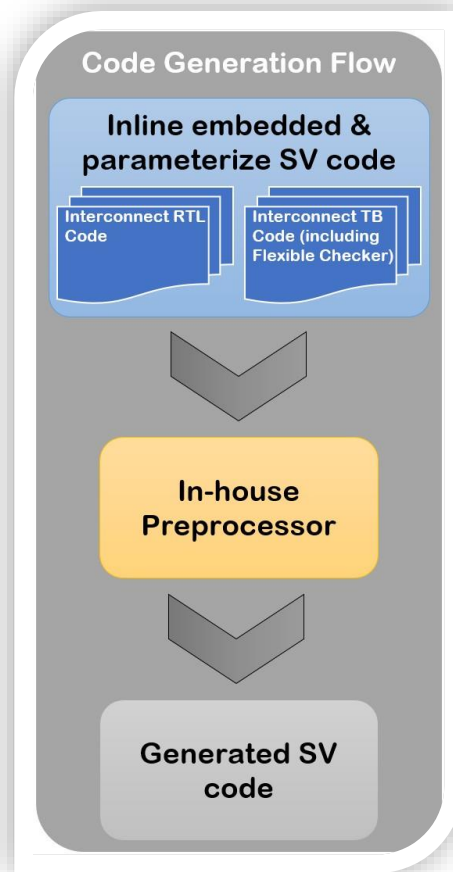 Code Generation Flow
Inline embedded &
parameterize SV code
Interconnect RTL
Code
Interconnect TB
Code (including
Flexible Checker)
In-house
Preprocessor
Generated SV
code